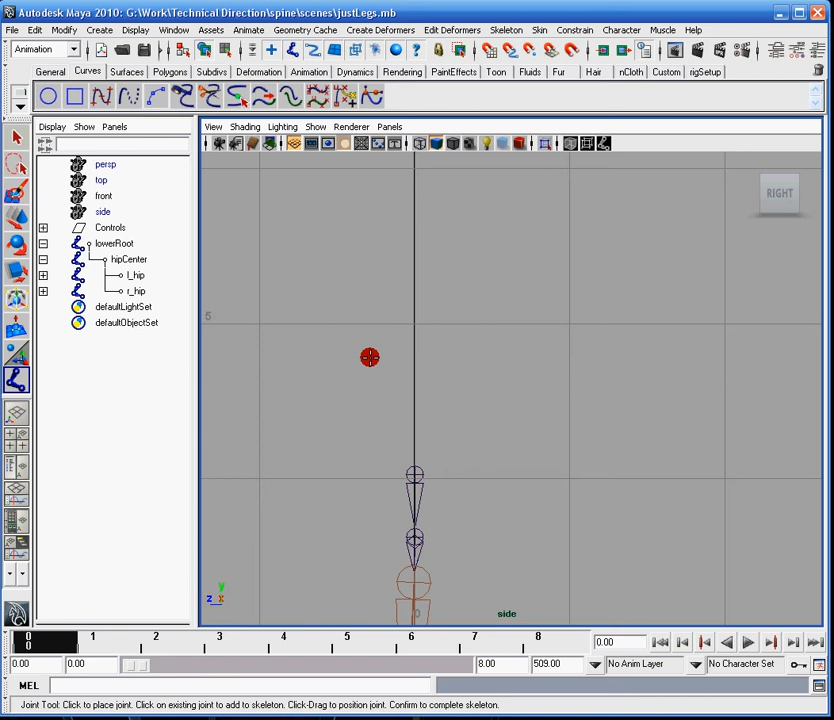 Autodesk Maya 2010: G:\Work\Technical Direction\spine\scenes\justLegs.mb
File Edit Modify Create Display Window Assets Animate Geometry Cache Create Deformers Edit Deformers Skeleton Skin Constrain Character Muscle Help
Animation
General Curves Surfaces Polygons Subdivs Deformation Animation Dynamics Rendering PaintEffects Toon Fluids Fur Hair nCloth Custom rigSetup
Display Show Panels
View Shading Lighting Show Renderer Panels
persp
top
front
side
Controls
lowerRoot
hipCenter
l_hip
r_hip
defaultLightSet
defaultObjectSet
RIGHT
5
0
y
z x
side
0
0
1 2 3 4 5 6 7 8
0.00
0.00 0.00 8.00 509.00 No Anim Layer No Character Set
MEL
Joint Tool: Click to place joint. Click on existing joint to add to skeleton. Click-Drag to position joint. Confirm to complete skeleton.